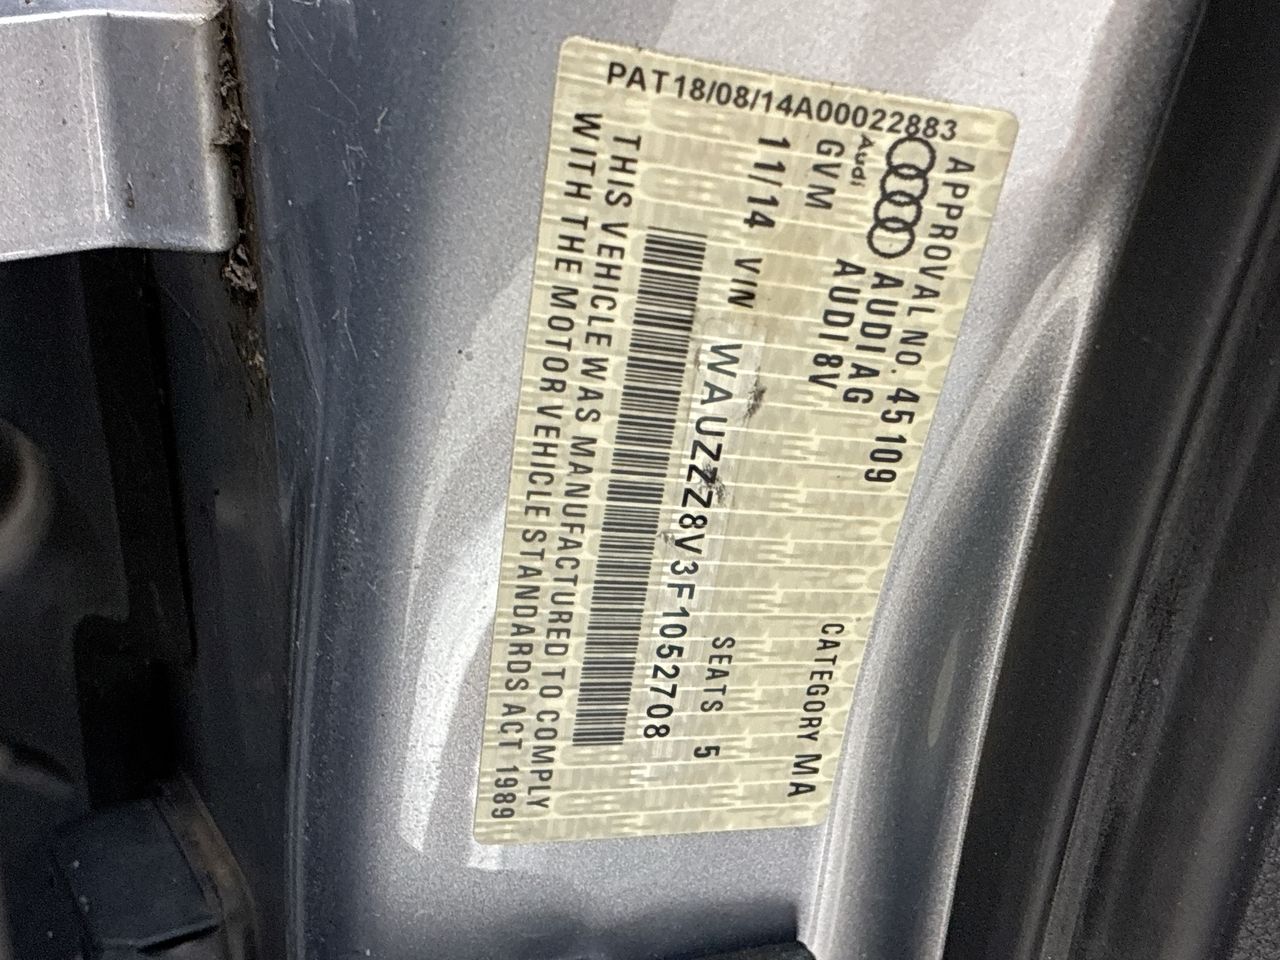 PAT18/08/14A00022883
APPROVAL NO. 45109
Audi AUDI AG
GVM AUDI 8V CATEGORY MA
11/14 VIN WAUZZZ8V3F1052708 SEATS 5
THIS VEHICLE WAS MANUFACTURED TO COMPLY
WITH THE MOTOR VEHICLE STANDARDS ACT 1989